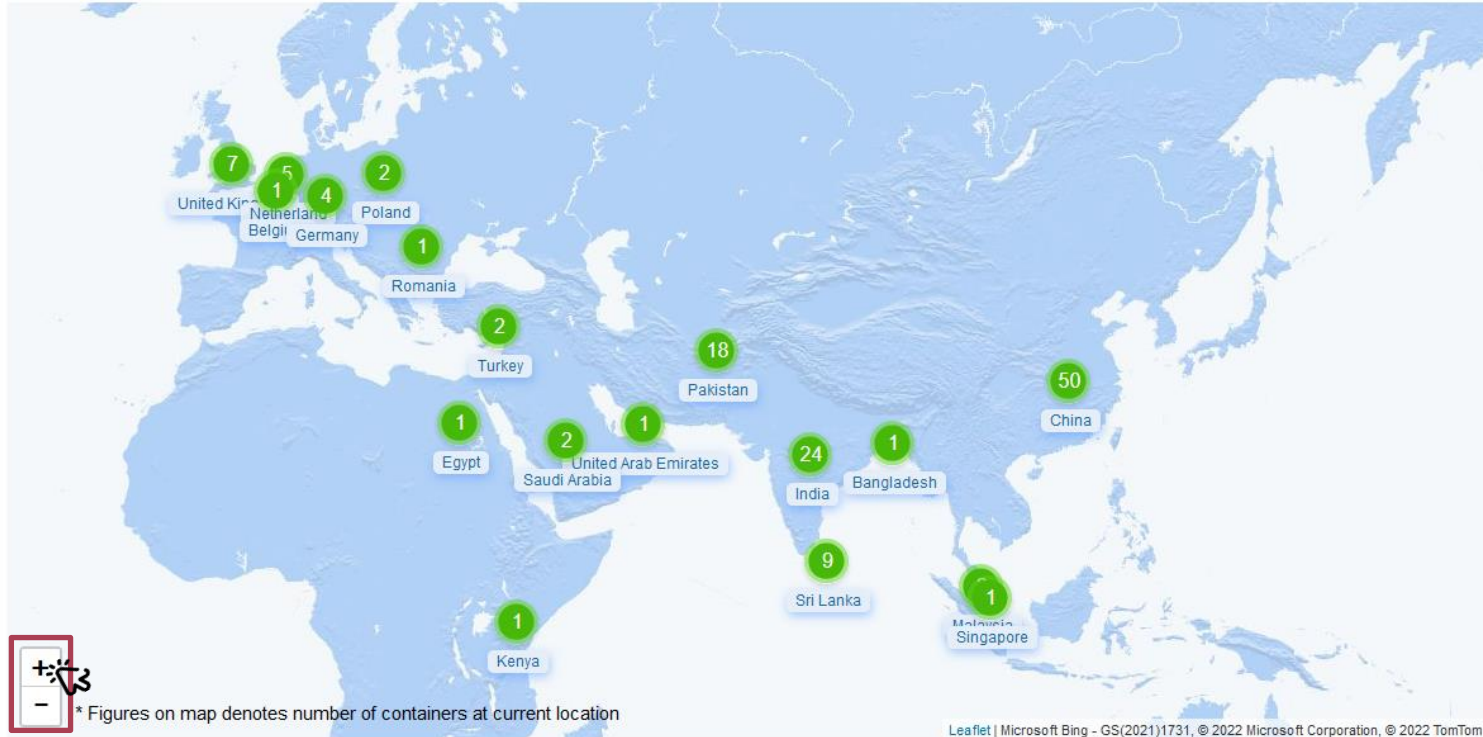 7
5
1
4
2
United Kin
Netherland
Belgiu
Germany
Poland
1
Romania
2
Turkey
18
Pakistan
50
China
1
Egypt
2
Saudi Arabia
1
United Arab Emirates
24
India
1
Bangladesh
9
Sri Lanka
1
Malaysia
Singapore
1
Kenya
+
−
* Figures on map denotes number of containers at current location
Leaflet | Microsoft Bing - GS(2021)1731, © 2022 Microsoft Corporation, © 2022 TomTom